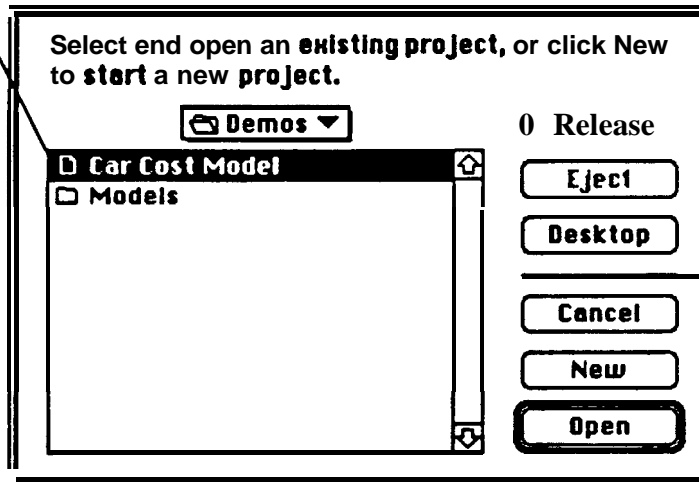 Select end open an existing project, or click New
to start a new project.
Demos
0 Release
Car Cost Model
Models
Eject
Desktop
Cancel
New
Open